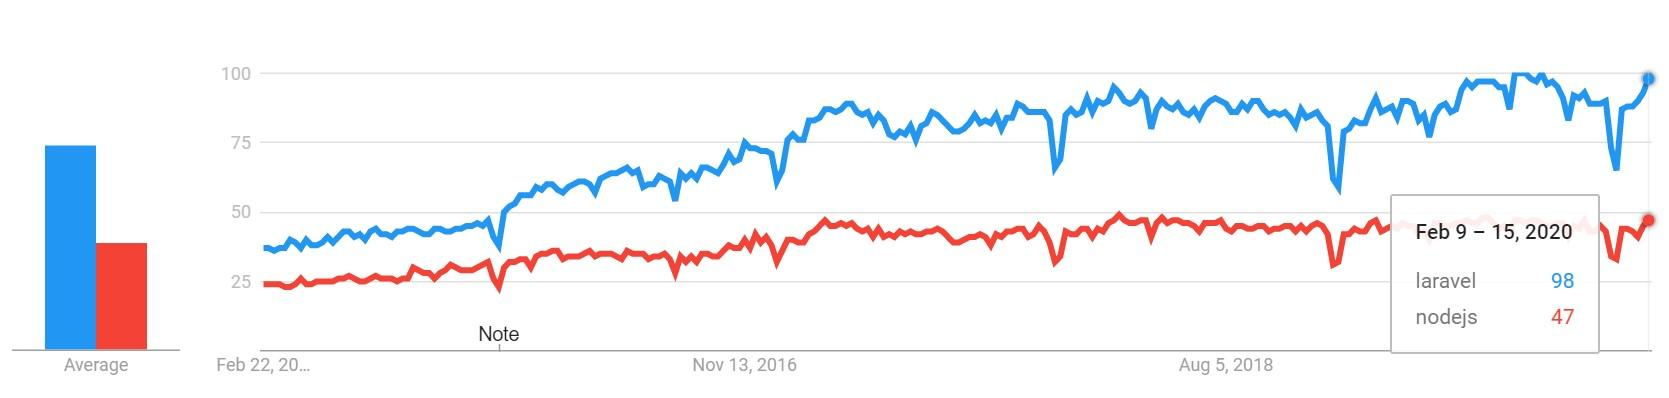 100
75
50
25
Note
Average
Feb 22, 20...
Nov 13, 2016
Aug 5, 2018
Feb 9 – 15, 2020
laravel 98
nodejs 47